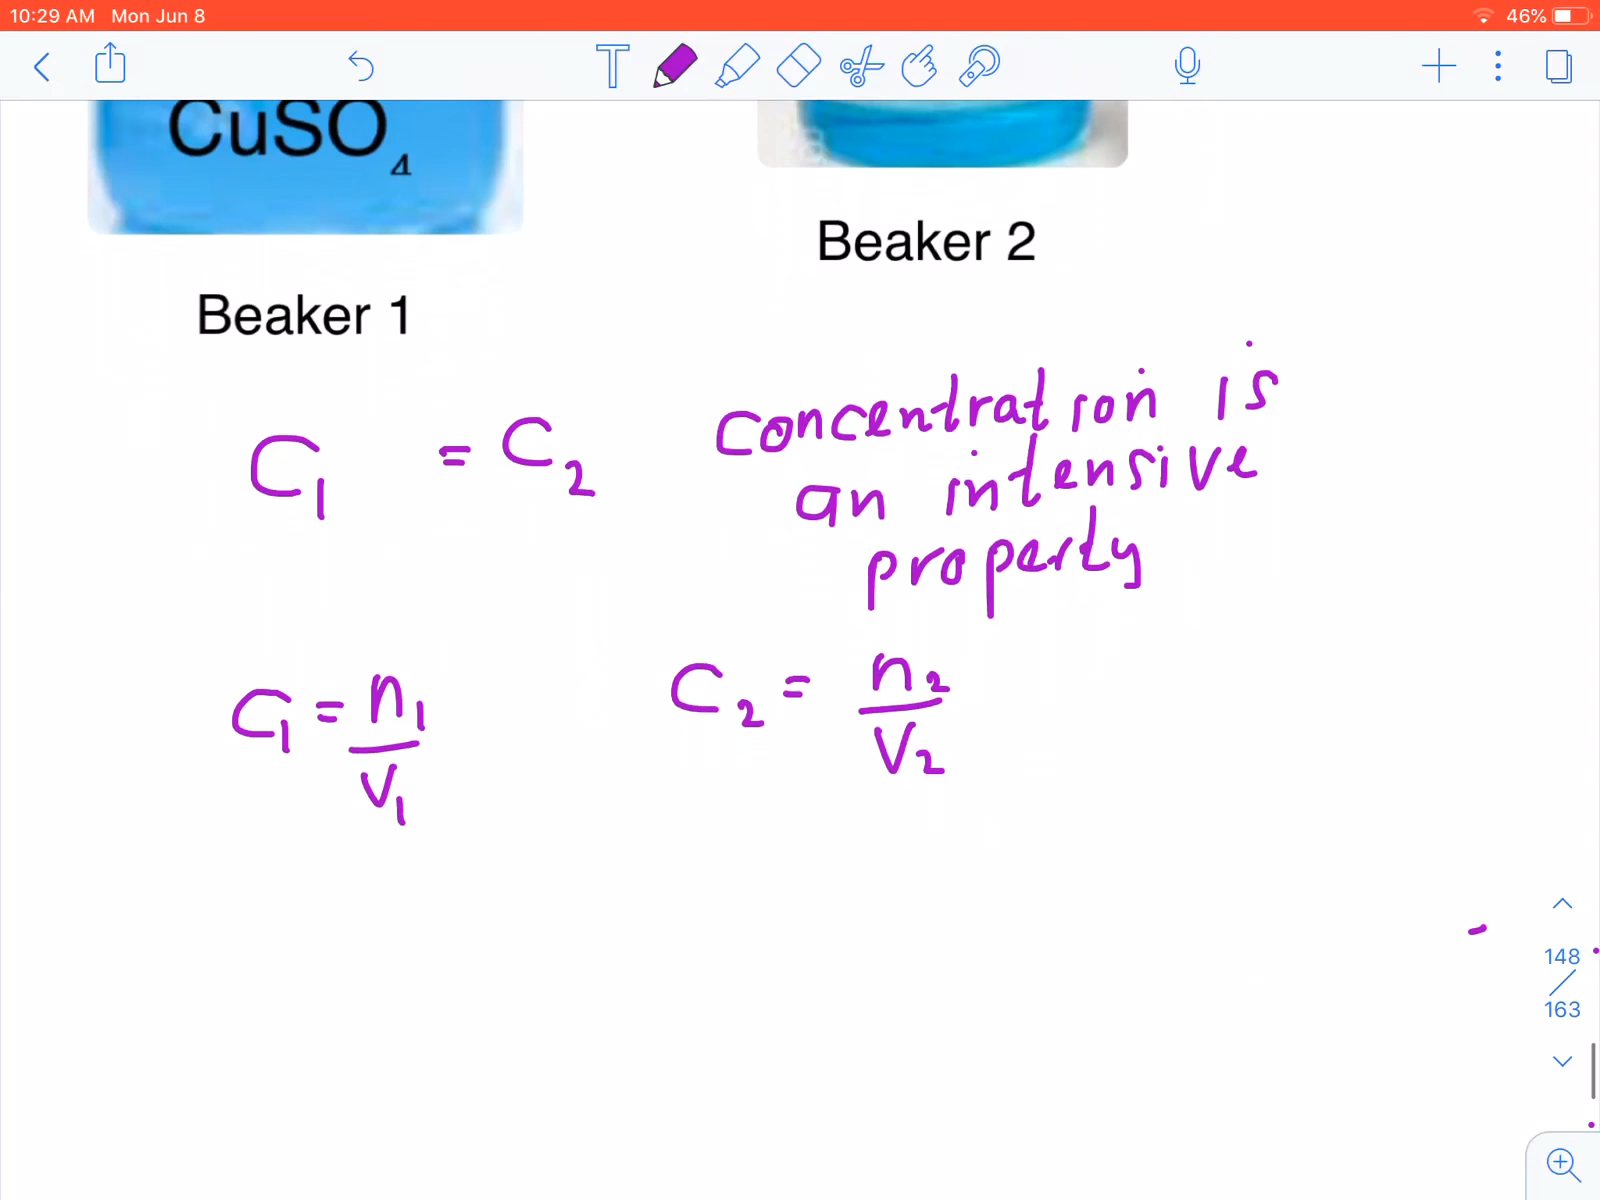 10:29 AM Mon Jun 8
46%
T
CuSO₄
Beaker 2
Beaker 1
C₁ = C₂
Concentration is
an intensive
property
C₁ = n₁/V₁
C₂ = n₂/V₂
148
163